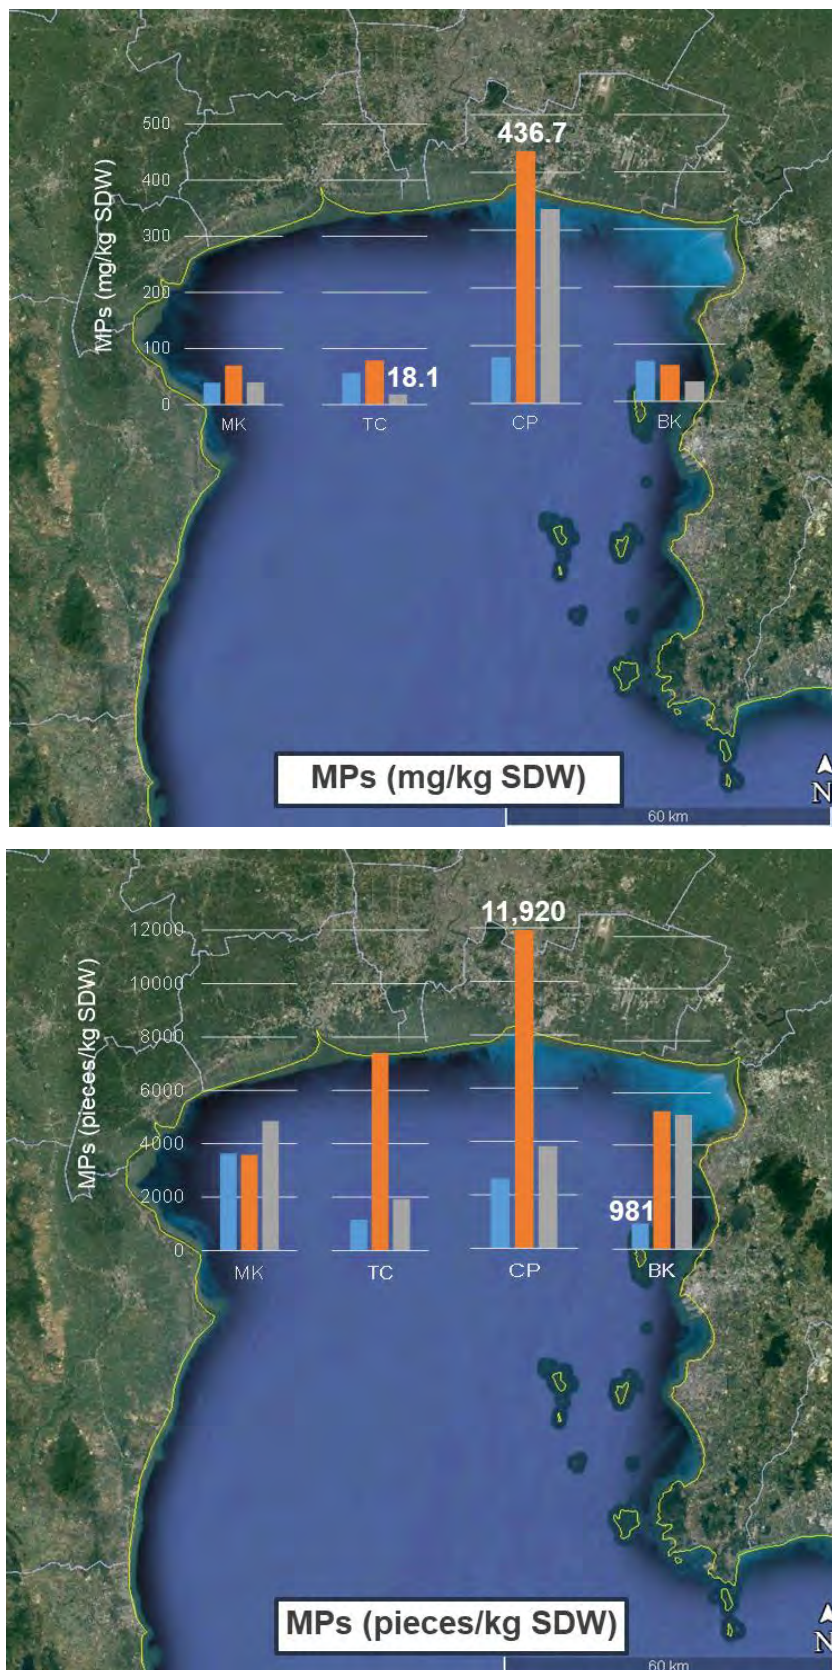 500
436.7
400
300
200
100
0
MPs (mg/kg SDW)
18.1
MK
TC
CP
BK
MPs (mg/kg SDW)
N
60 km
12000
11,920
10000
8000
6000
4000
2000
0
MPs (pieces/kg SDW)
981
MK
TC
CP
BK
MPs (pieces/kg SDW)
N
60 km